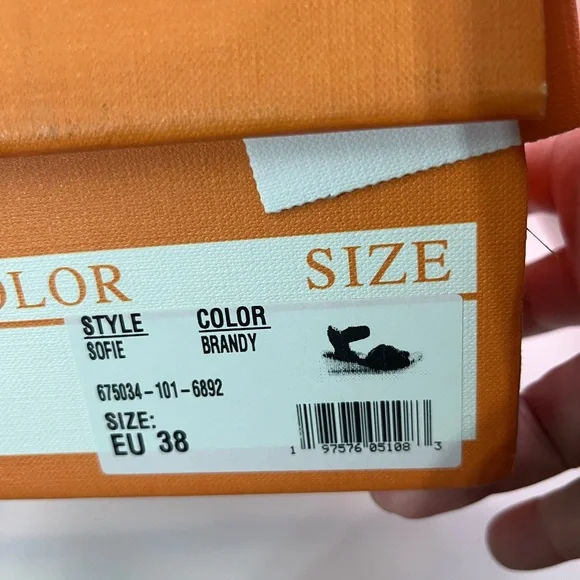 OLOR SIZE
STYLE COLOR
SOFIE BRANDY
675034-101-6892
SIZE:
EU 38
1 97576 05108 3